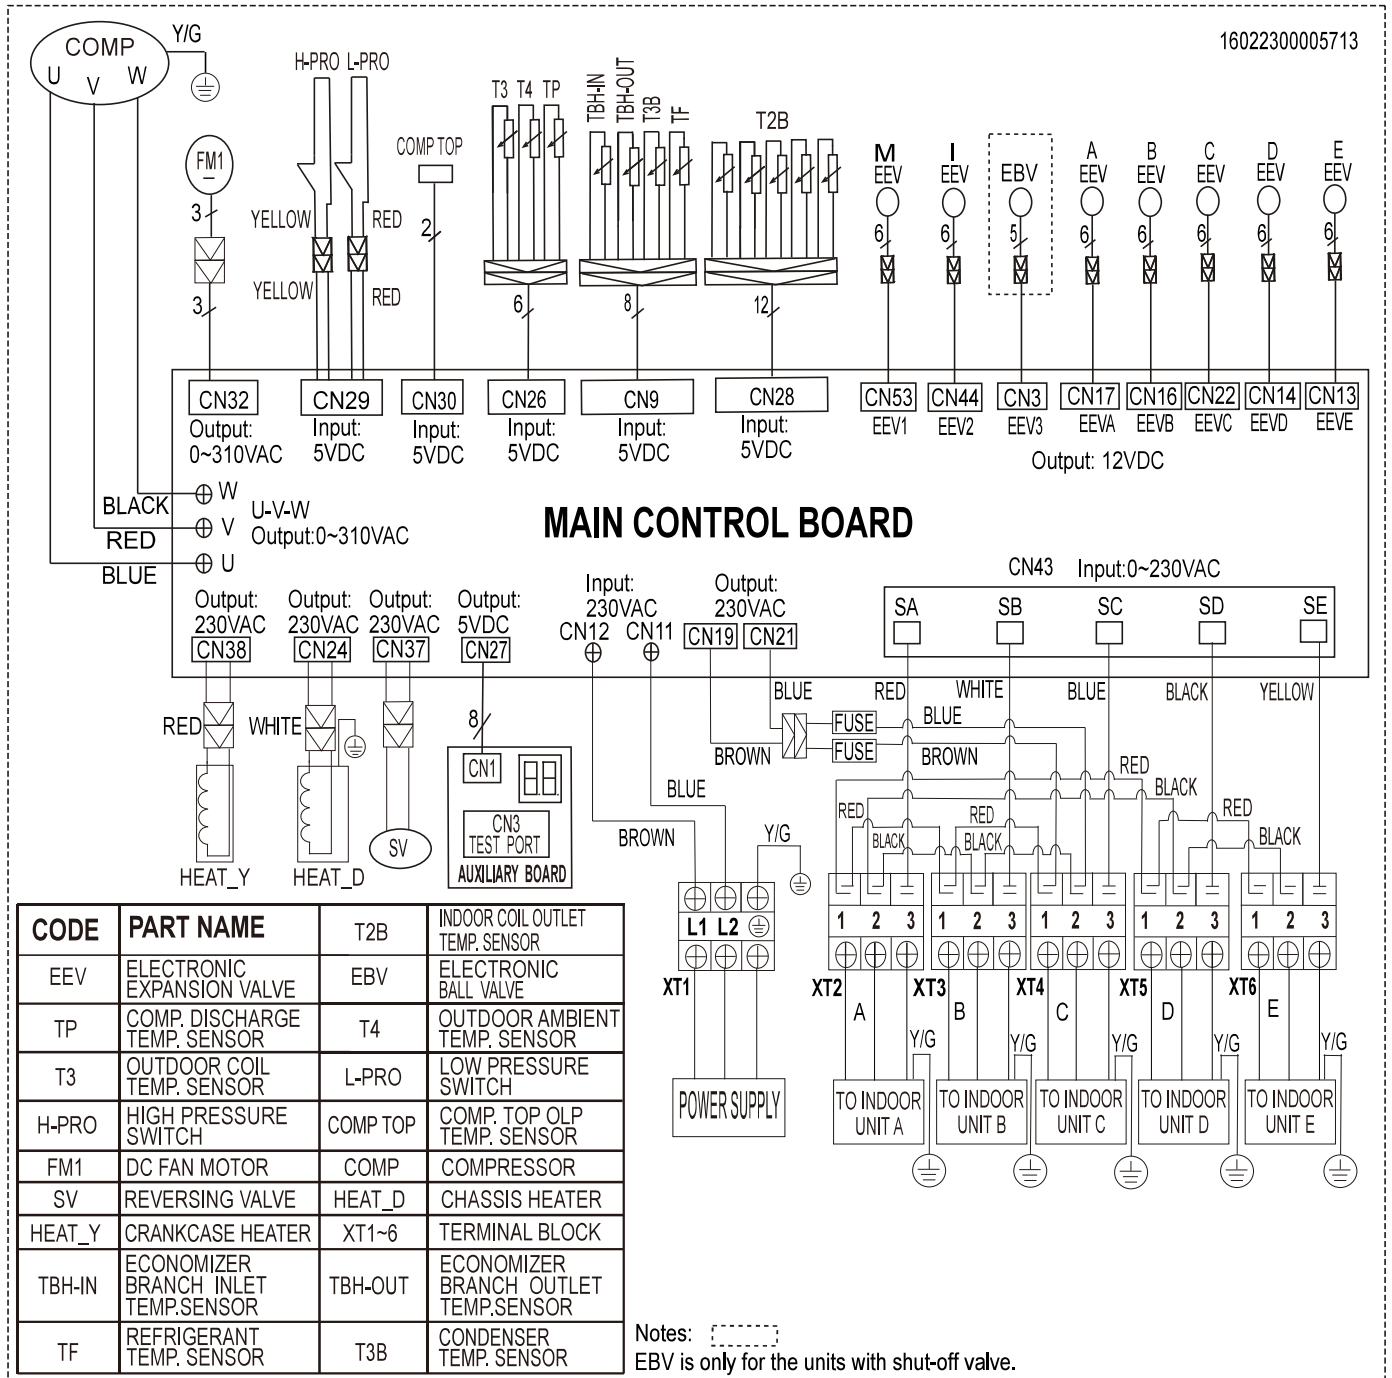 COMP
Y/G
U
V
W
16022300005713
H-PRO L-PRO
T3 T4 TP
TBH-IN
TBH-OUT
T3B
TF
T2B
FM1
COMP TOP
M
EEV
I
EEV
EBV
A
EEV
B
EEV
C
EEV
D
EEV
E
EEV
3
YELLOW
RED
2
6
6
5
6
6
6
6
6
3
YELLOW
RED
6
8
12
CN32
CN29
CN30
CN26
CN9
CN28
CN53
CN44
CN3
CN17
CN16
CN22
CN14
CN13
Output:
0~310VAC
Input:
5VDC
Input:
5VDC
Input:
5VDC
Input:
5VDC
Input:
5VDC
EEV1
EEV2
EEV3
EEVA
EEVB
EEVC
EEVD
EEVE
Output: 12VDC
BLACK
W
RED
V
BLUE
U
U-V-W
Output:0~310VAC
MAIN CONTROL BOARD
CN43
Input:0~230VAC
SA
SB
SC
SD
SE
Output:
230VAC
CN38
Output:
230VAC
CN24
Output:
230VAC
CN37
Output:
5VDC
CN27
Input:
230VAC
CN12
CN11
Output:
230VAC
CN19
CN21
RED
WHITE
8
BLUE
BROWN
FUSE
FUSE
BLUE
BROWN
RED
WHITE
BLUE
BLACK
YELLOW
CN1
CN3
TEST PORT
AUXILIARY BOARD
SV
HEAT_Y
HEAT_D
BLUE
BROWN
Y/G
RED
BLACK
RED
BLACK
RED
BLACK
RED
BLACK
L1 L2
XT1
POWER SUPPLY
1 2 3
1 2 3
1 2 3
1 2 3
1 2 3
XT2
A
XT3
B
XT4
C
XT5
D
XT6
E
Y/G
Y/G
Y/G
Y/G
Y/G
TO INDOOR
UNIT A
TO INDOOR
UNIT B
TO INDOOR
UNIT C
TO INDOOR
UNIT D
TO INDOOR
UNIT E
CODE
PART NAME
T2B
INDOOR COIL OUTLET
TEMP. SENSOR
EEV
ELECTRONIC
EXPANSION VALVE
EBV
ELECTRONIC
BALL VALVE
TP
COMP. DISCHARGE
TEMP. SENSOR
T4
OUTDOOR AMBIENT
TEMP. SENSOR
T3
OUTDOOR COIL
TEMP. SENSOR
L-PRO
LOW PRESSURE
SWITCH
H-PRO
HIGH PRESSURE
SWITCH
COMP TOP
COMP. TOP OLP
TEMP. SENSOR
FM1
DC FAN MOTOR
COMP
COMPRESSOR
SV
REVERSING VALVE
HEAT_D
CHASSIS HEATER
HEAT_Y
CRANKCASE HEATER
XT1~6
TERMINAL BLOCK
TBH-IN
ECONOMIZER
BRANCH INLET
TEMP.SENSOR
TBH-OUT
ECONOMIZER
BRANCH OUTLET
TEMP.SENSOR
TF
REFRIGERANT
TEMP. SENSOR
T3B
CONDENSER
TEMP. SENSOR
Notes:
EBV is only for the units with shut-off valve.